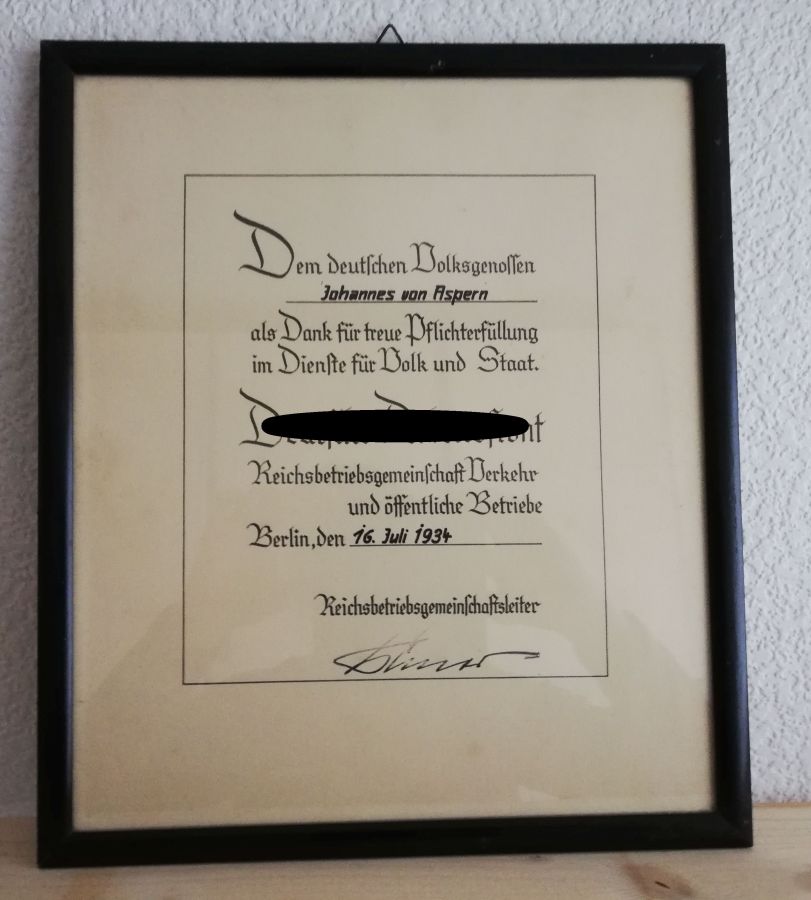 Dem deutschen Volksgenossen
Johannes von Aspern
als Dank für treue Pflichterfüllung
im Dienste für Volk und Staat.
Reichsbetriebsgemeinschaft Verkehr
und öffentliche Betriebe
Berlin, den 16. Juli 1934
Reichsbetriebsgemeinschaftsleiter